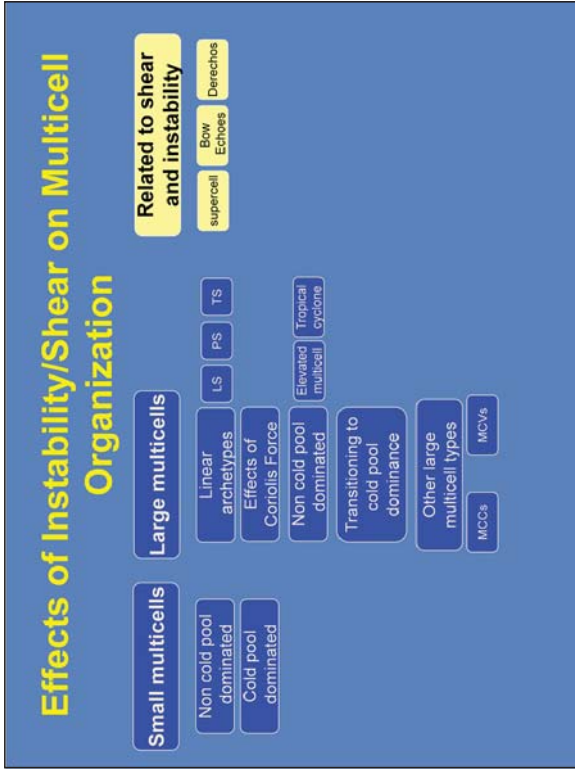 Effects of Instability/Shear on Multicell
Organization
Small multicells
Non cold pool
dominated
Cold pool
dominated
Large multicells
Linear
archetypes
LS
PS
TS
Effects of
Coriolis Force
Non cold pool
dominated
Elevated
multicell
Tropical
cyclone
Transitioning to
cold pool
dominance
Other large
multicell types
MCCs
MCVs
Related to shear
and instability
supercell
Bow
Echoes
Derechos